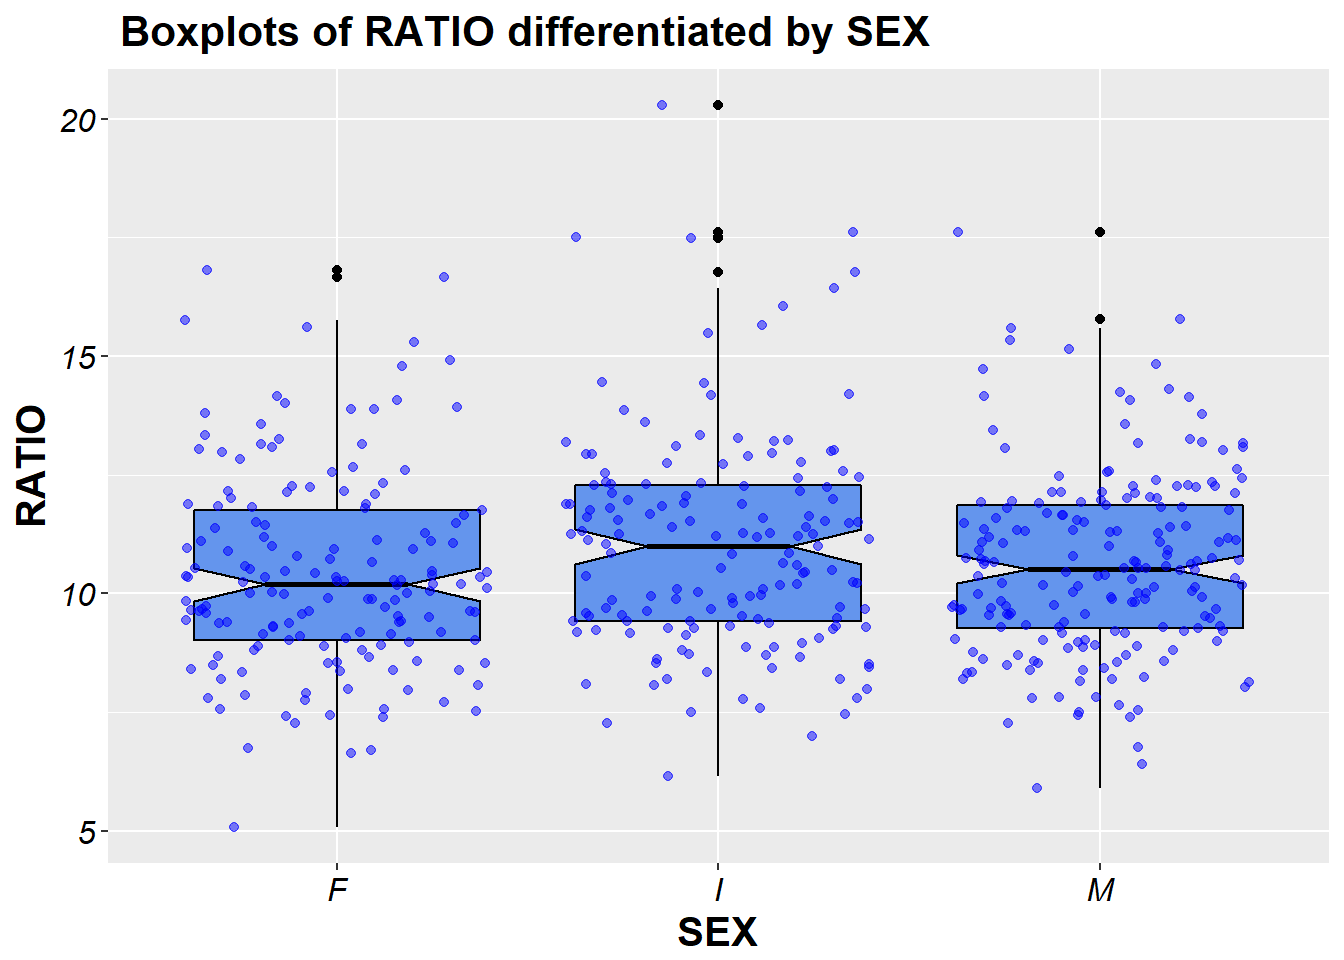 Boxplots of RATIO differentiated by SEX
20
15
10
5
RATIO
F
I
M
SEX